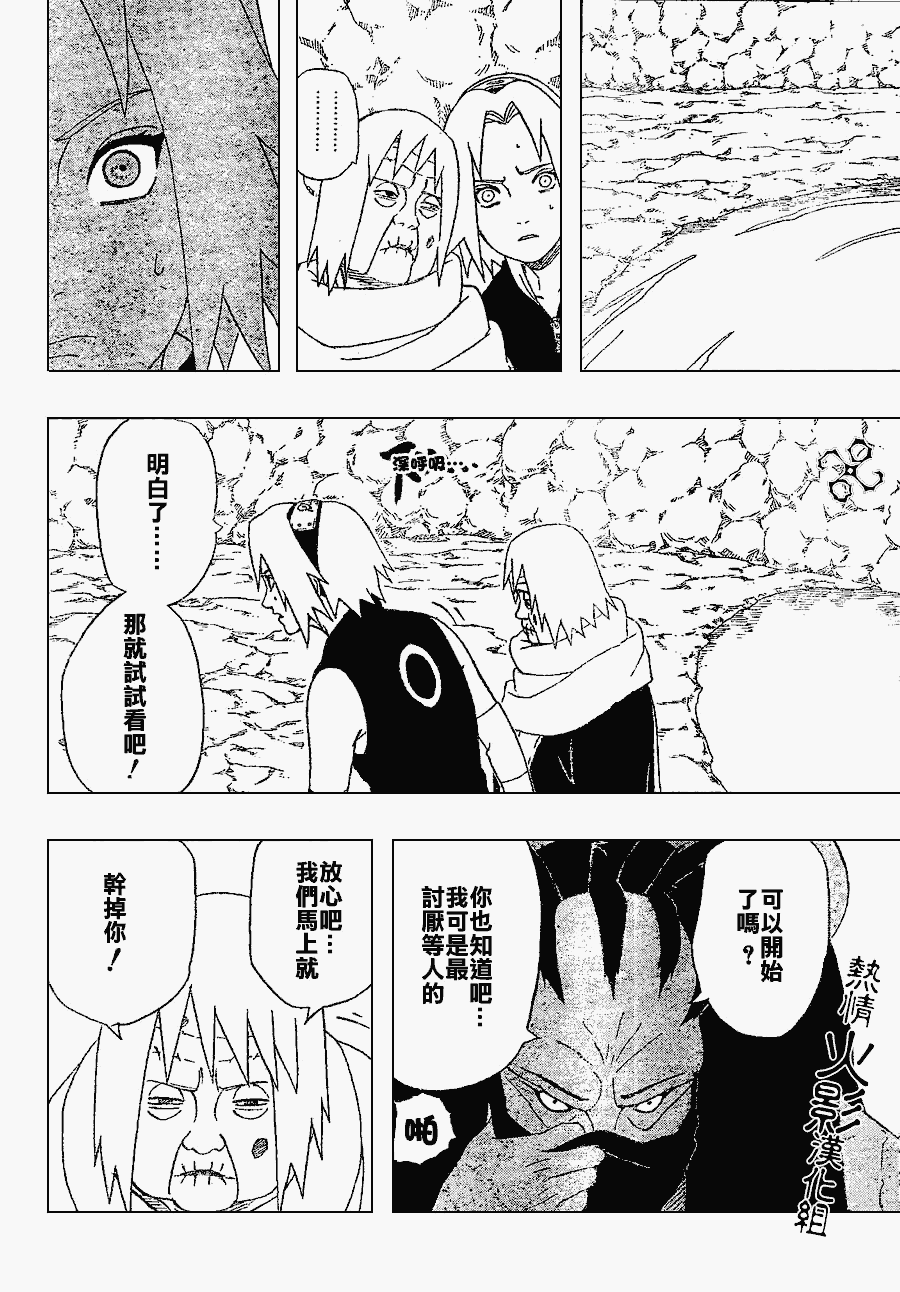 …………
深呼吸……
明白了……
那就試試看吧！
可以開始
了嗎？
你也知道吧…
我可是最
討厭等人的
啪
放心吧…
我們馬上就
幹掉你！
熱情
火影漢化組